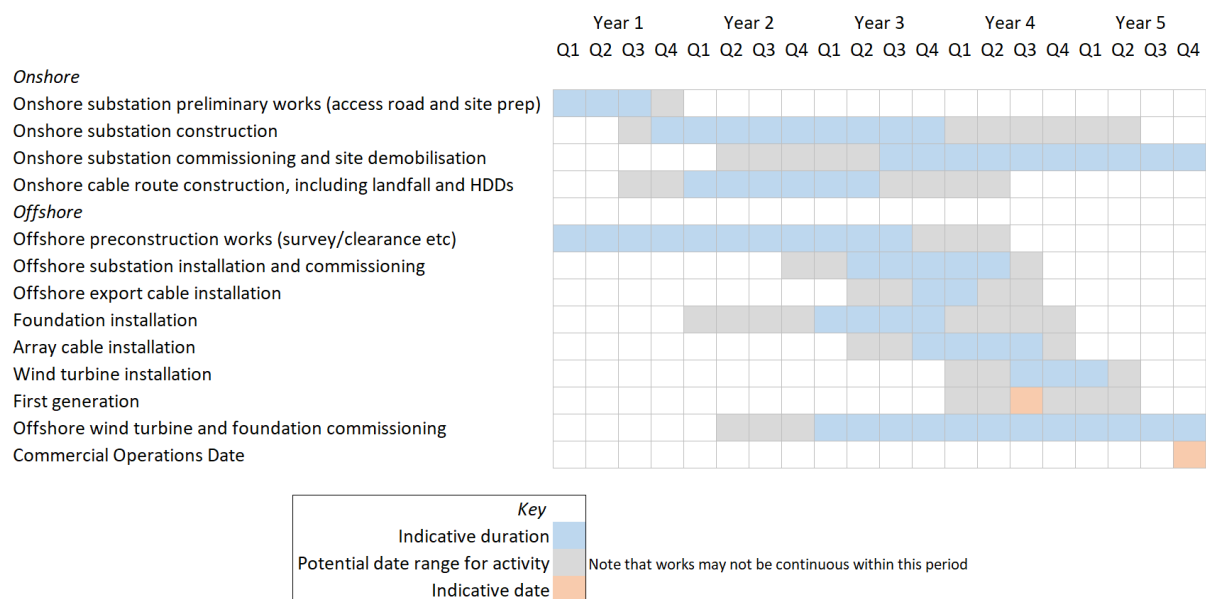 Year 1 Year 2 Year 3 Year 4 Year 5
Q1 Q2 Q3 Q4 Q1 Q2 Q3 Q4 Q1 Q2 Q3 Q4 Q1 Q2 Q3 Q4 Q1 Q2 Q3 Q4
Onshore
Onshore substation preliminary works (access road and site prep)
Onshore substation construction
Onshore substation commissioning and site demobilisation
Onshore cable route construction, including landfall and HDDs
Offshore
Offshore preconstruction works (survey/clearance etc)
Offshore substation installation and commissioning
Offshore export cable installation
Foundation installation
Array cable installation
Wind turbine installation
First generation
Offshore wind turbine and foundation commissioning
Commercial Operations Date
Key
Indicative duration
Potential date range for activity Note that works may not be continuous within this period
Indicative date